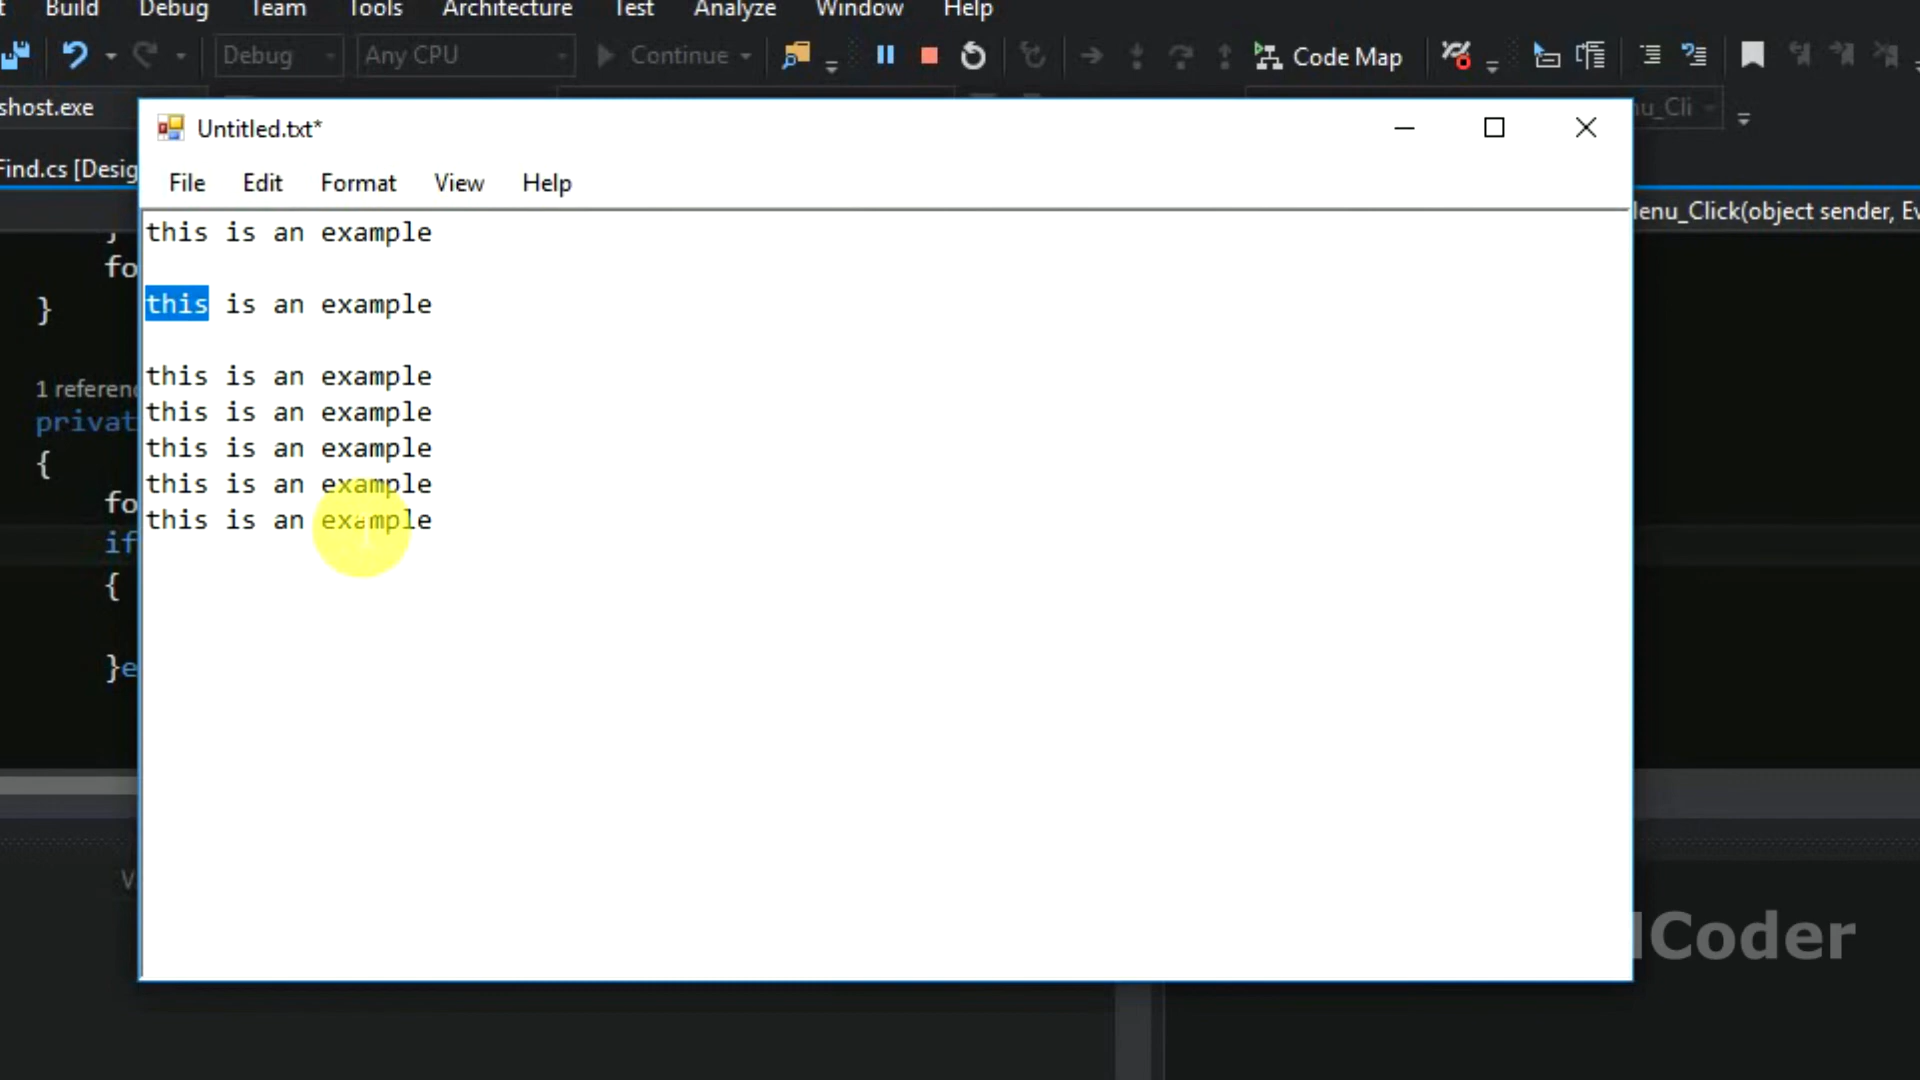 Build Debug Team Tools Architecture Test Analyze Window Help
Debug Any CPU Continue Code Map
shost.exe
Untitled.txt*
Find.cs [Desig
File Edit Format View Help
enu_Click(object sender, Ev
this is an example
fo
this is an example
}
this is an example
1 referen
this is an example
privat
this is an example
{
this is an example
fo
this is an example
if
{
}e
Coder